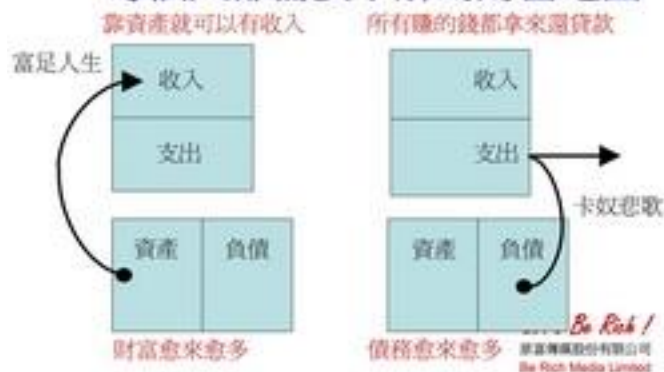 靠資產就可以有收入
所有賺的錢都拿來還貸款
富足人生
收入
支出
資產
負債
財富愈來愈多
收入
支出
卡奴悲歌
資產
負債
債務愈來愈多
Be Rich !
Be Rich Media Limited